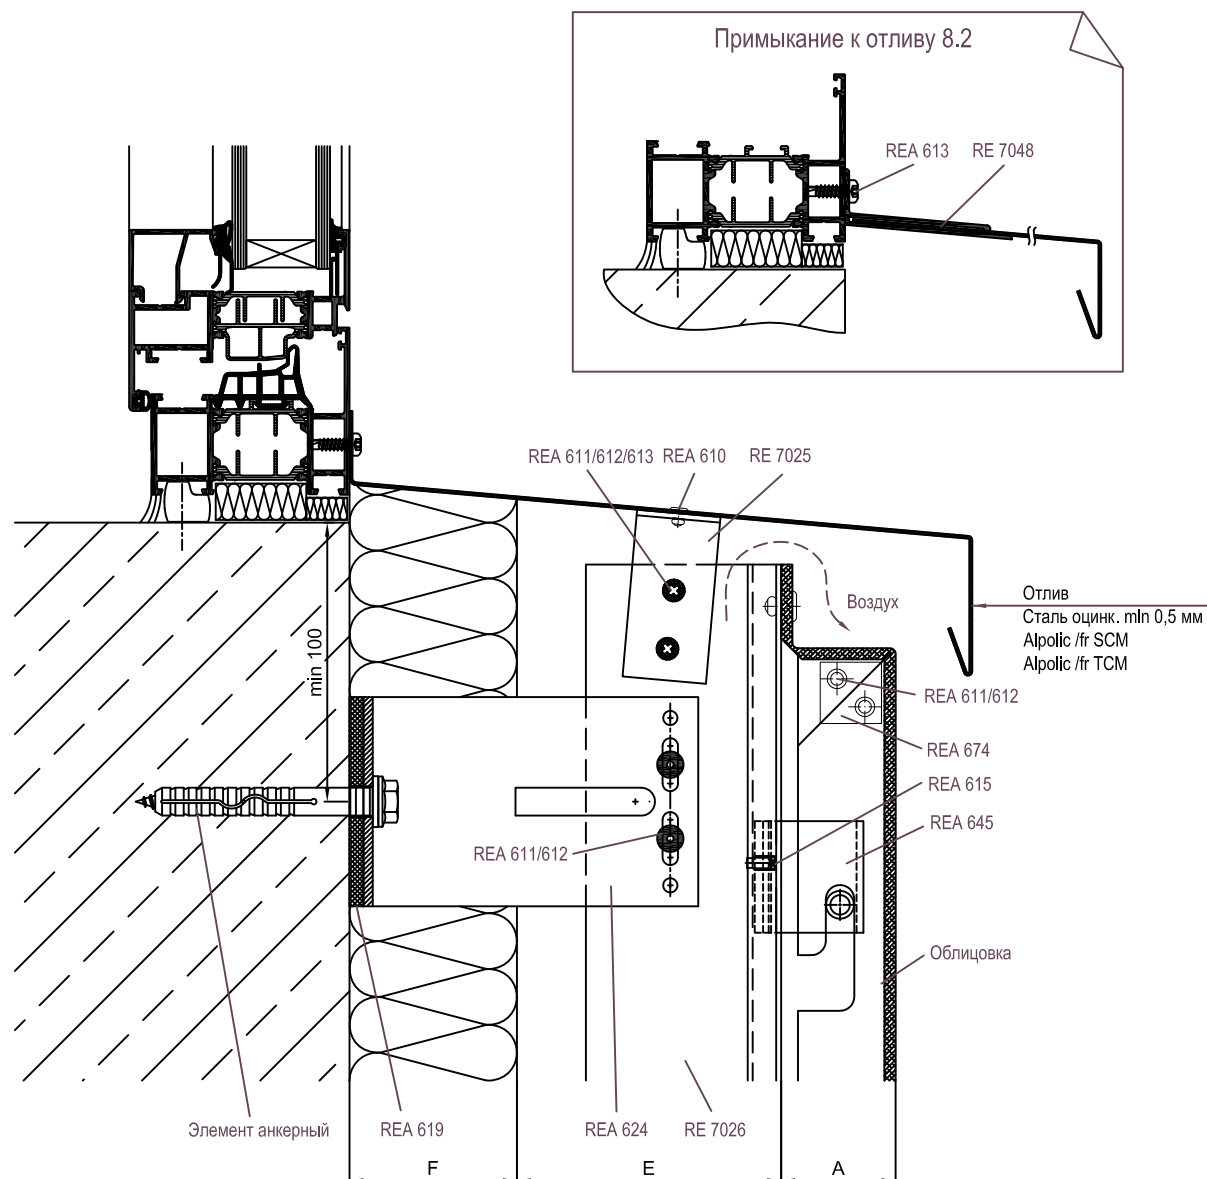 Примыкание к отливу 8.2
REA 613
RE 7048
REA 611/612/613
REA 610
RE 7025
Воздух
Отлив
Сталь оцинк. mIn 0,5 мм
Alpolic /fr SCM
Alpolic /fr TCM
min 100
REA 611/612
REA 674
REA 615
REA 645
REA 611/612
Облицовка
Элемент анкерный
REA 619
REA 624
RE 7026
F
E
A